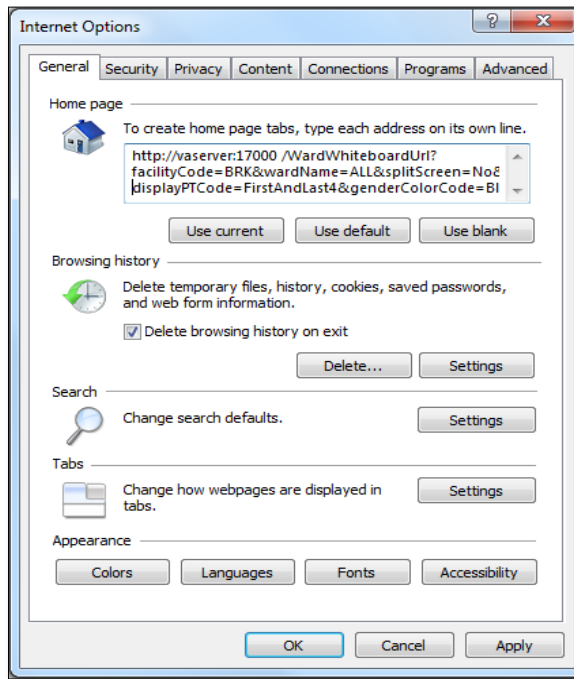 Internet Options
General Security Privacy Content Connections Programs Advanced
Home page
To create home page tabs, type each address on its own line.
http://vaserver:17000 /WardWhiteboardUrl?
facilityCode=BRK&wardName=ALL&splitScreen=No&
displayPTCode=FirstAndLast4&genderColorCode=Bl
Use current Use default Use blank
Browsing history
Delete temporary files, history, cookies, saved passwords,
and web form information.
Delete browsing history on exit
Delete... Settings
Search
Change search defaults. Settings
Tabs
Change how webpages are displayed in
tabs.
Settings
Appearance
Colors Languages Fonts Accessibility
OK Cancel Apply